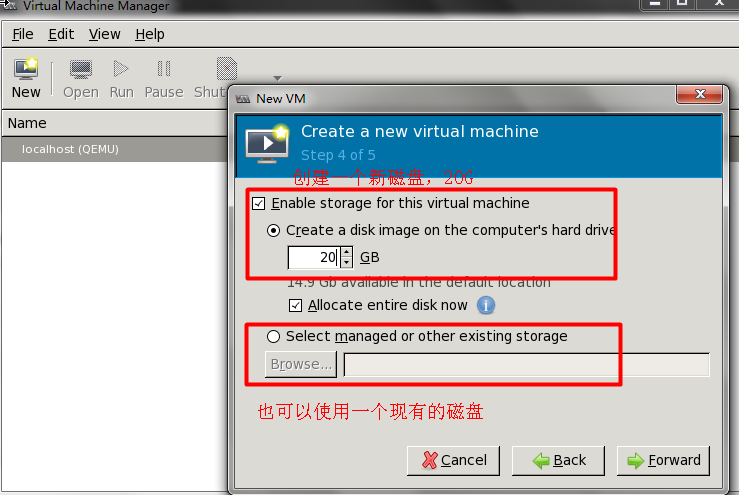 Virtual Machine Manager
File Edit View Help
New Open Run Pause Shut
Name
localhost (QEMU)
New VM
Create a new virtual machine
Step 4 of 5
创建一个新磁盘，20G
Enable storage for this virtual machine
Create a disk image on the computer's hard drive
20 GB
14.9 Gb available in the default location
Allocate entire disk now
Select managed or other existing storage
Browse...
也可以使用一个现有的磁盘
Cancel Back Forward